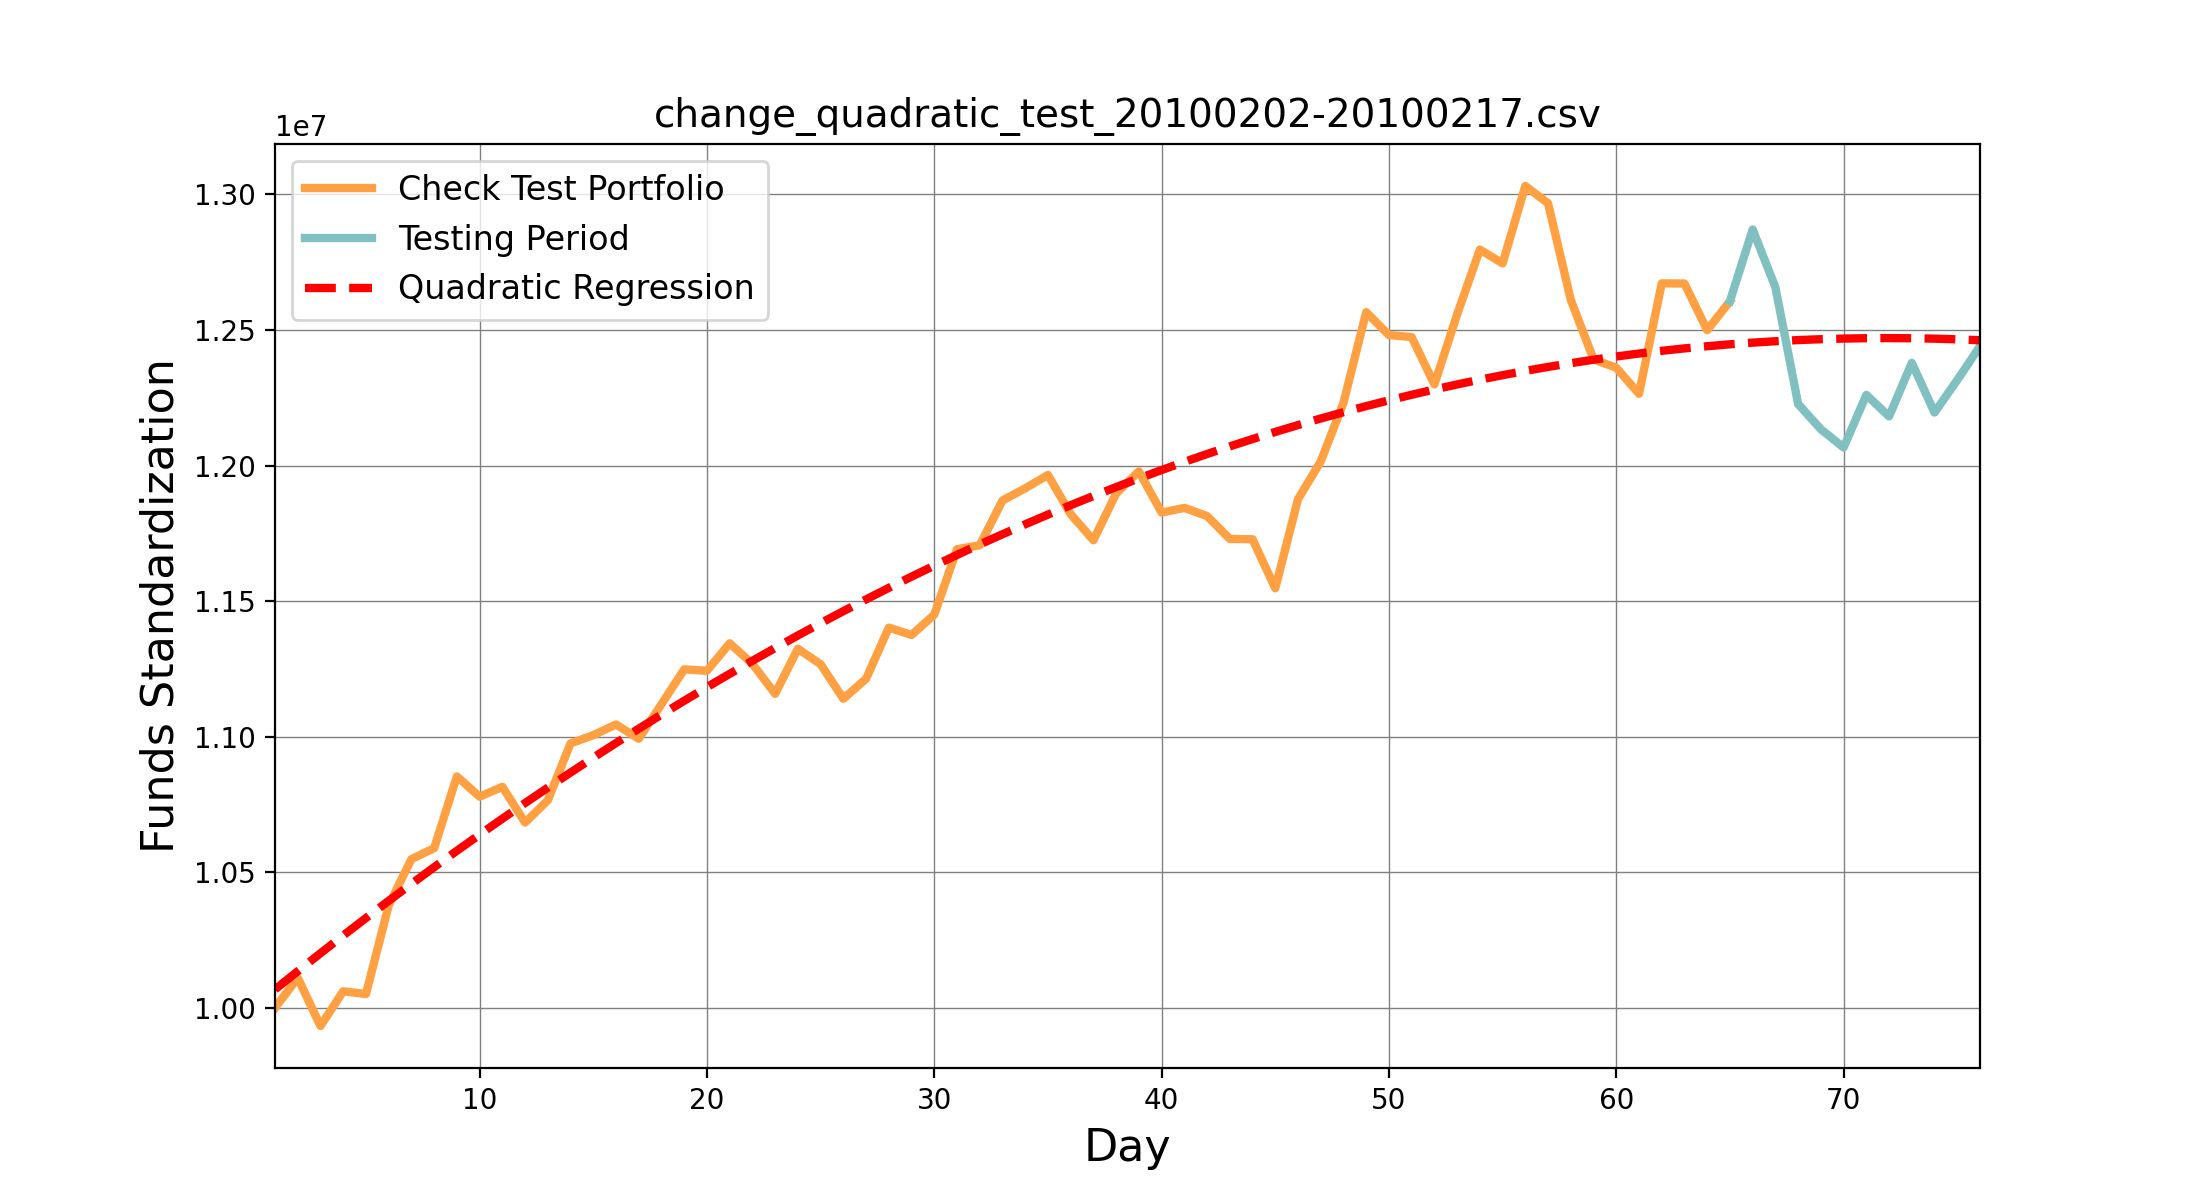 change_quadratic_test_20100202-20100217.csv
1e7
Check Test Portfolio
Testing Period
Quadratic Regression
Funds Standardization
1.30
1.25
1.20
1.15
1.10
1.05
1.00
10 20 30 40 50 60 70
Day